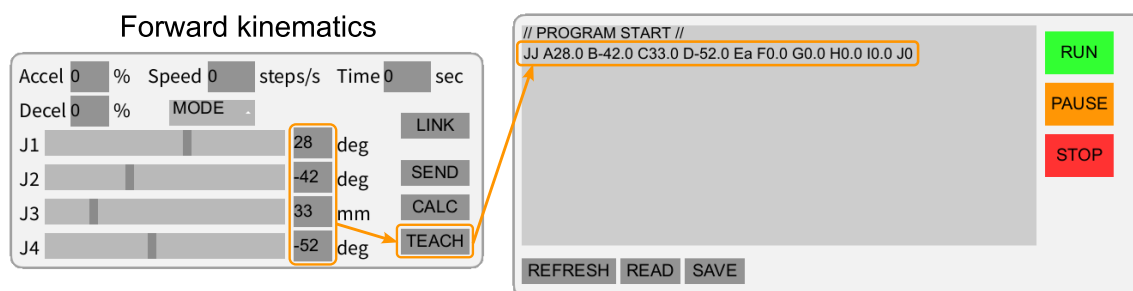 Forward kinematics
Accel 0 % Speed 0 steps/s Time 0 sec
Decel 0 % MODE
LINK
J1 28 deg
J2 -42 deg SEND
J3 33 mm CALC
J4 -52 deg TEACH
// PROGRAM START //
JJ A28.0 B-42.0 C33.0 D-52.0 Ea F0.0 G0.0 H0.0 I0.0 J0
RUN
PAUSE
STOP
REFRESH READ SAVE